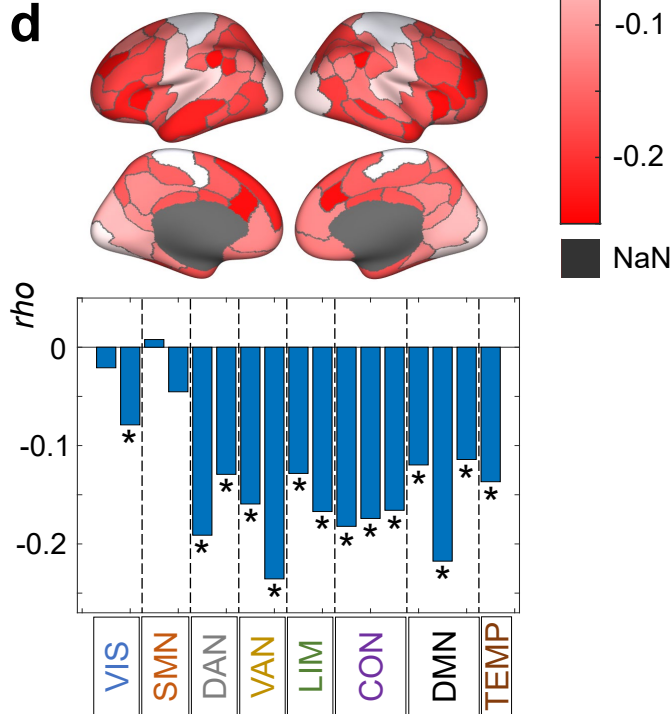 d
-0.1
-0.2
NaN
rho
0
-0.1
-0.2
*
*
*
*
*
*
*
*
*
*
*
*
*
*
VIS
SMN
DAN
VAN
LIM
CON
DMN
TEMP